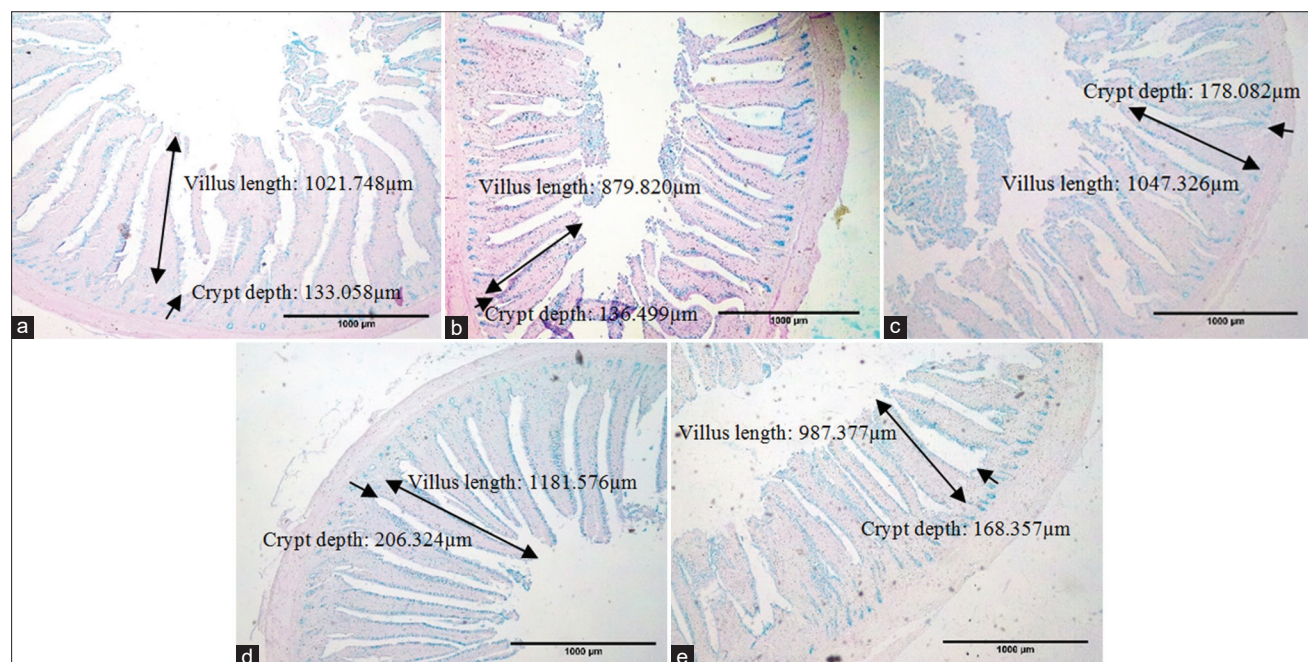 Villus length: 1021.748µm
Crypt depth: 133.058µm
1000 µm
a
Villus length: 879.820µm
Crypt depth: 136.499µm
1000 µm
b
Crypt depth: 178.082µm
Villus length: 1047.326µm
1000 µm
c
Villus length: 1181.576µm
Crypt depth: 206.324µm
1000 µm
d
Villus length: 987.377µm
Crypt depth: 168.357µm
1000 µm
e